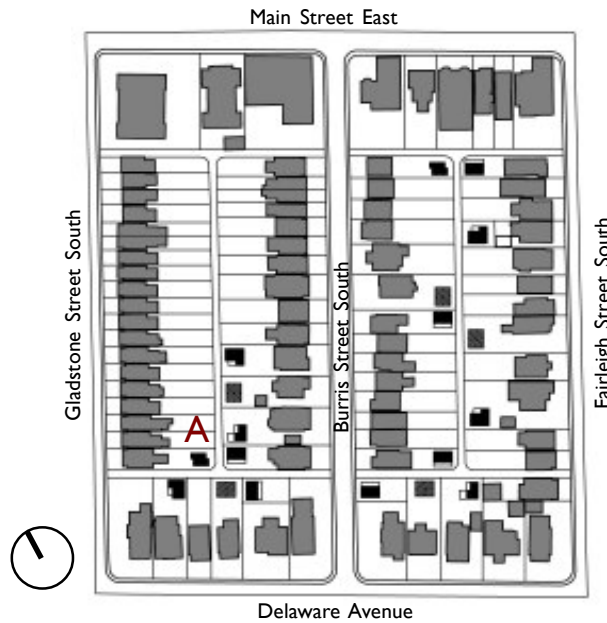 Main Street East
Gladstone Street South
Burris Street South
Fairleigh Street South
A
Delaware Avenue